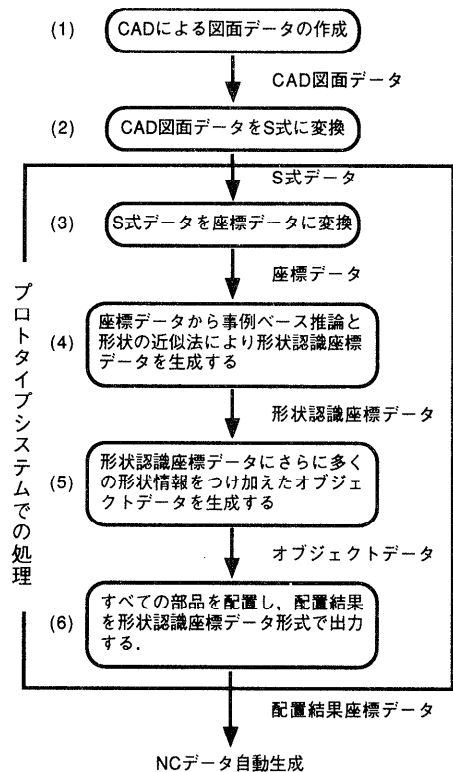 (1) CADによる図面データの作成
CAD図面データ
(2) CAD図面データをS式に変換
S式データ
(3) S式データを座標データに変換
座標データ
プロトタイプシステムでの処理
(4) 座標データから事例ベース推論と
形状の近似法により形状認識座標
データを生成する
形状認識座標データ
(5) 形状認識座標データにさらに多く
の形状情報をつけ加えたオブジェ
クトデータを生成する
オブジェクトデータ
(6) すべての部品を配置し，配置結果
を形状認識座標データ形式で出力
する．
配置結果座標データ
NCデータ自動生成